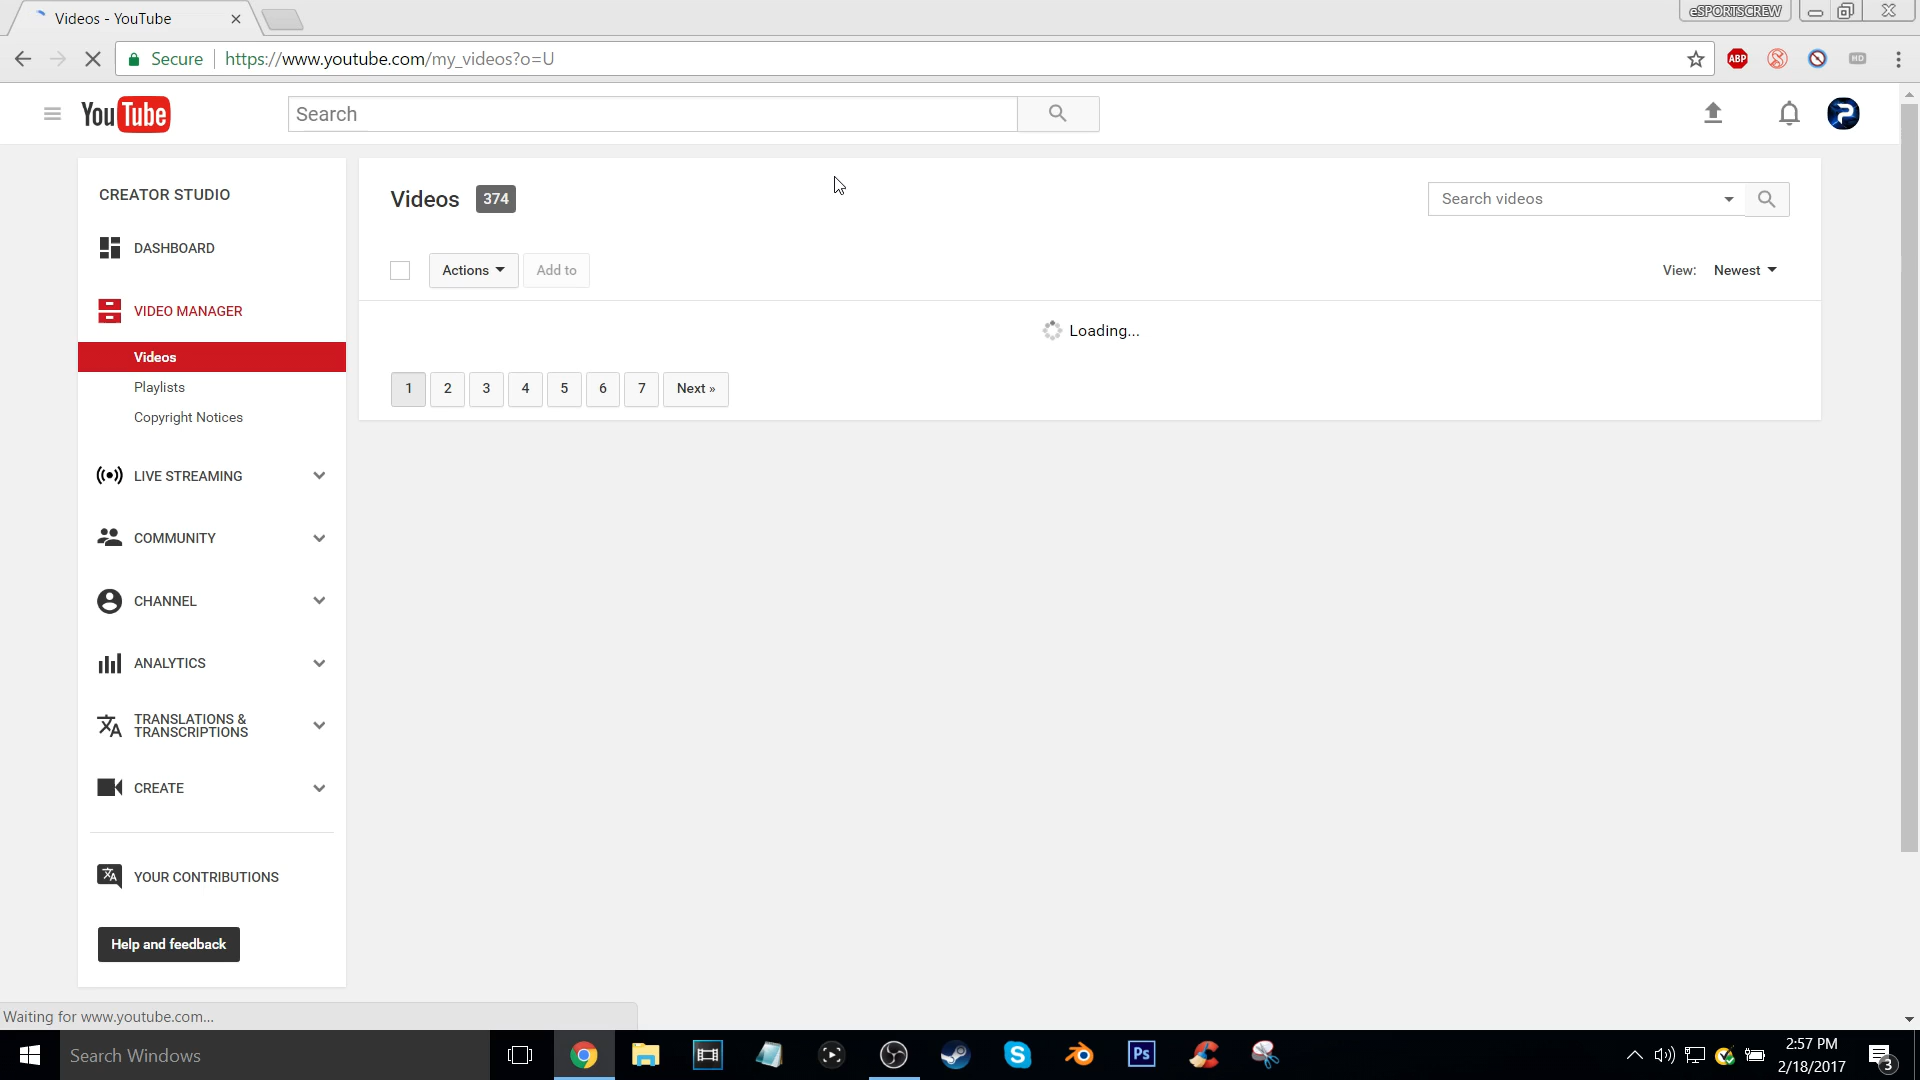 Videos - YouTube
eSPORTSCREW
Secure https://www.youtube.com/my_videos?o=U
ABP
HD
YouTube
Search
CREATOR STUDIO
DASHBOARD
VIDEO MANAGER
Videos
Playlists
Copyright Notices
LIVE STREAMING
COMMUNITY
CHANNEL
ANALYTICS
TRANSLATIONS &
TRANSCRIPTIONS
CREATE
YOUR CONTRIBUTIONS
Help and feedback
Videos 374
Search videos
Actions Add to
View: Newest
Loading...
1 2 3 4 5 6 7 Next »
Waiting for www.youtube.com...
Search Windows
Ps
2:57 PM
2/18/2017
3